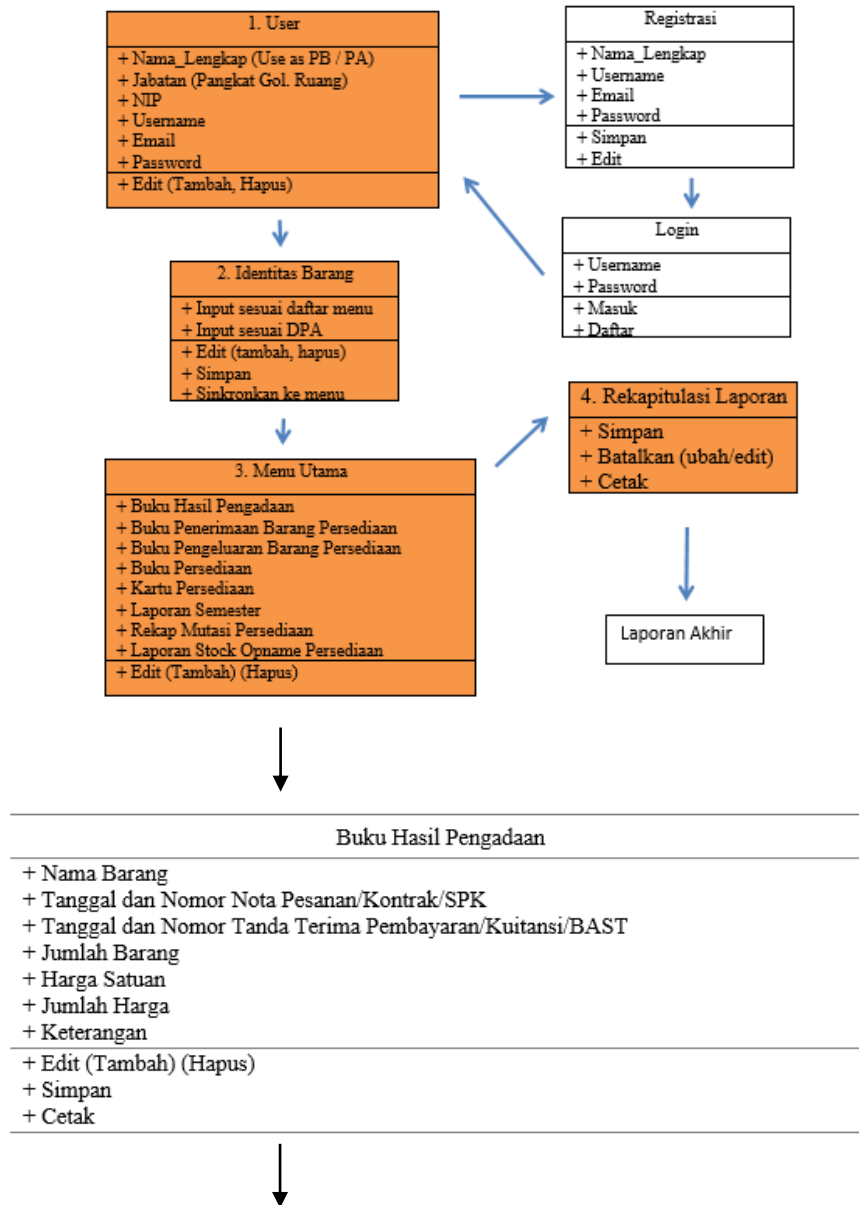 1. User
+ Nama_Lengkap (Use as PB / PA)
+ Jabatan (Pangkat Gol. Ruang)
+ NIP
+ Username
+ Email
+ Password
+ Edit (Tambah, Hapus)
Registrasi
+ Nama_Lengkap
+ Username
+ Email
+ Password
+ Simpan
+ Edit
Login
+ Username
+ Password
+ Masuk
+ Daftar
2. Identitas Barang
+ Input sesuai daftar menu
+ Input sesuai DPA
+ Edit (tambah, hapus)
+ Simpan
+ Sinkronkan ke menu
3. Menu Utama
+ Buku Hasil Pengadaan
+ Buku Penerimaan Barang Persediaan
+ Buku Pengeluaran Barang Persediaan
+ Buku Persediaan
+ Kartu Persediaan
+ Laporan Semester
+ Rekap Mutasi Persediaan
+ Laporan Stock Opname Persediaan
+ Edit (Tambah) (Hapus)
4. Rekapitulasi Laporan
+ Simpan
+ Batalkan (ubah/edit)
+ Cetak
Laporan Akhir
Buku Hasil Pengadaan
+ Nama Barang
+ Tanggal dan Nomor Nota Pesanan/Kontrak/SPK
+ Tanggal dan Nomor Tanda Terima Pembayaran/Kuitansi/BAST
+ Jumlah Barang
+ Harga Satuan
+ Jumlah Harga
+ Keterangan
+ Edit (Tambah) (Hapus)
+ Simpan
+ Cetak